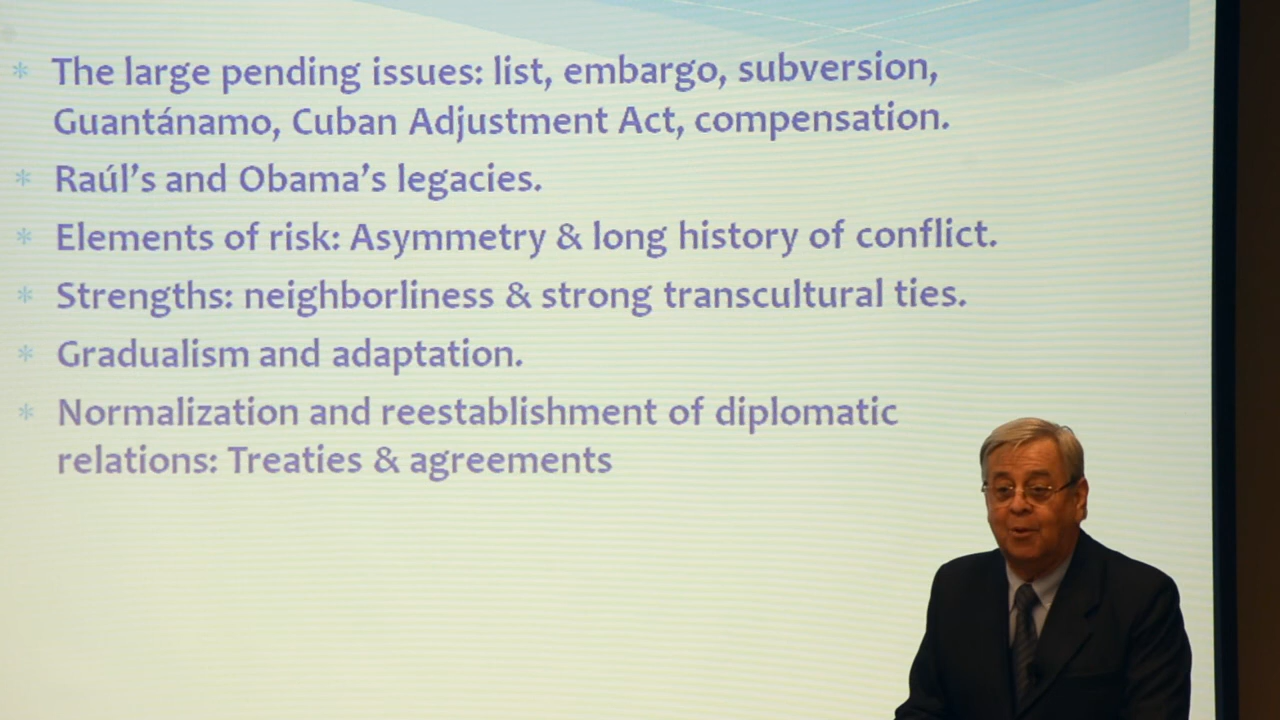 * The large pending issues: list, embargo, subversion,
Guantánamo, Cuban Adjustment Act, compensation.
* Raúl’s and Obama’s legacies.
* Elements of risk: Asymmetry & long history of conflict.
* Strengths: neighborliness & strong transcultural ties.
* Gradualism and adaptation.
* Normalization and reestablishment of diplomatic
relations: Treaties & agreements